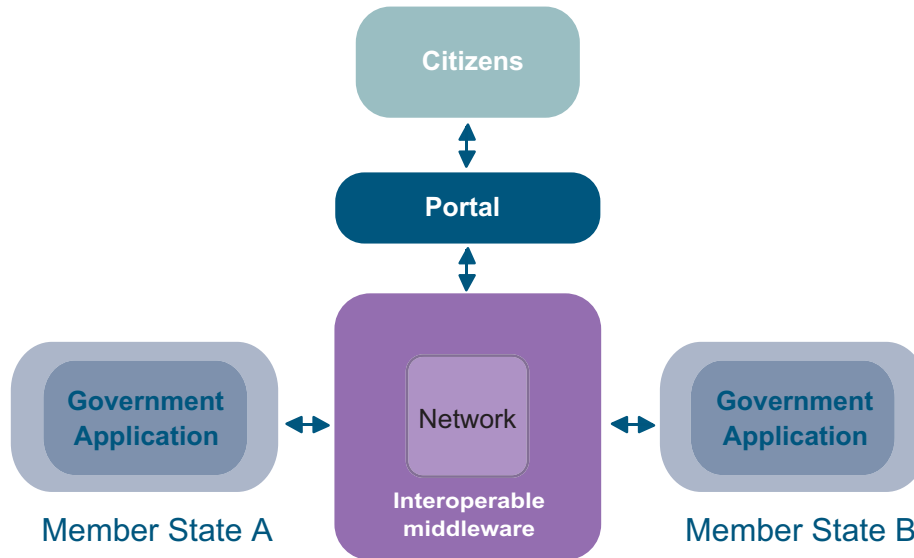 Citizens
Portal
Government
Application
Network
Government
Application
Interoperable
middleware
Member State A
Member State B